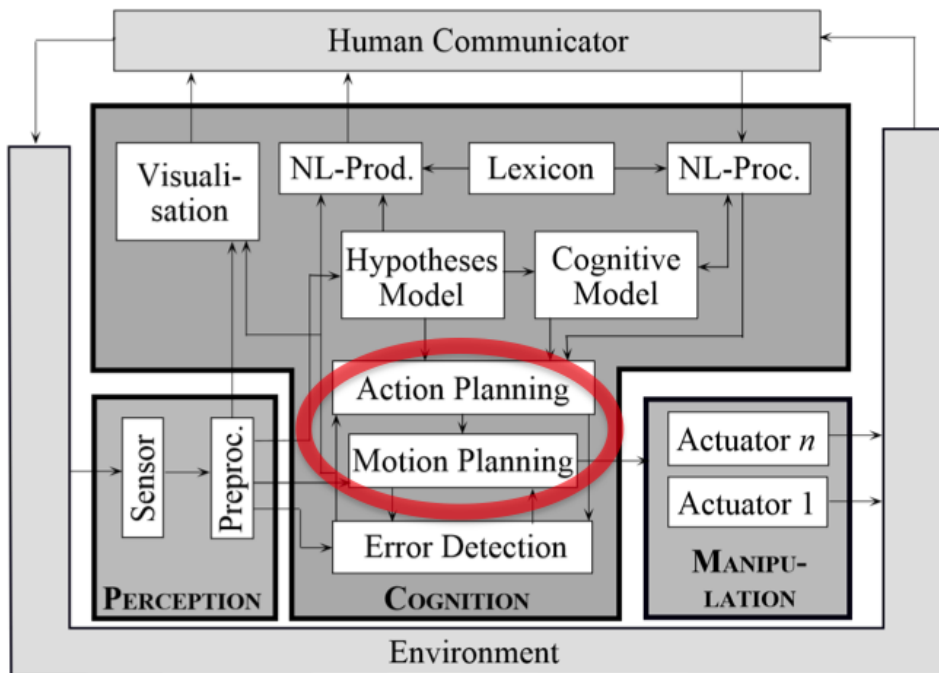 Human Communicator
Visuali-
sation
NL-Prod.
Lexicon
NL-Proc.
Hypotheses
Model
Cognitive
Model
Action Planning
Motion Planning
Error Detection
Sensor
Preproc.
Actuator n
Actuator 1
PERCEPTION
COGNITION
MANIPU-
LATION
Environment